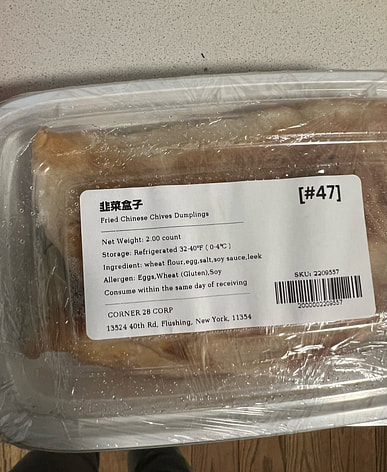 韭菜盒子
[#47]
Fried Chinese Chives Dumplings
Net Weight: 2.00 count
Storage: Refrigerated 32-40°F ( 0-4℃ )
Ingredient: wheat flour,egg,salt,soy sauce,leek
Allergen: Eggs,Wheat (Gluten),Soy
Consume within the same day of receiving
SKU: 2209557
2000002209557
CORNER 28 CORP
13524 40th Rd, Flushing, New York, 11354